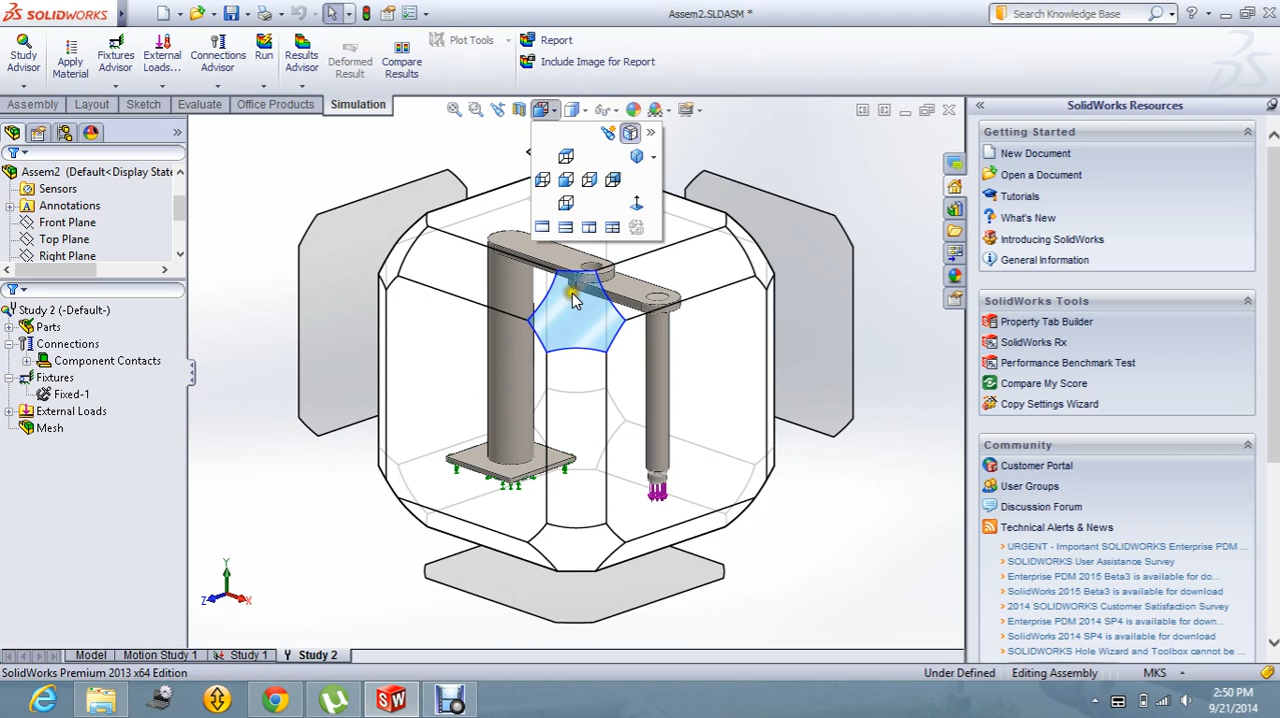 SOLIDWORKS
Assem2.SLDASM *
Search Knowledge Base
Study Advisor
Apply Material
Fixtures Advisor
External Loads...
Connections Advisor
Run
Results Advisor
Deformed Result
Compare Results
Plot Tools
Report
Include Image for Report
Assembly
Layout
Sketch
Evaluate
Office Products
Simulation
Assem2 (Default<Display State
Sensors
Annotations
Front Plane
Top Plane
Right Plane
Study 2 (-Default-)
Parts
Connections
Component Contacts
Fixtures
Fixed-1
External Loads
Mesh
Y
Z
X
SolidWorks Resources
Getting Started
New Document
Open a Document
Tutorials
What's New
Introducing SolidWorks
General Information
SolidWorks Tools
Property Tab Builder
SolidWorks Rx
Performance Benchmark Test
Compare My Score
Copy Settings Wizard
Community
Customer Portal
User Groups
Discussion Forum
Technical Alerts & News
URGENT - Important SOLIDWORKS Enterprise PDM ...
SOLIDWORKS User Assistance Survey
Enterprise PDM 2015 Beta3 is available for do...
SolidWorks 2015 Beta3 is available for download
2014 SOLIDWORKS Customer Satisfaction Survey
Enterprise PDM 2014 SP4 is available for down...
SolidWorks 2014 SP4 is available for download
SOLIDWORKS Hole Wizard and Toolbox cannot be ...
Model
Motion Study 1
Study 1
Study 2
SolidWorks Premium 2013 x64 Edition
Under Defined
Editing Assembly
MKS
2:50 PM
9/21/2014